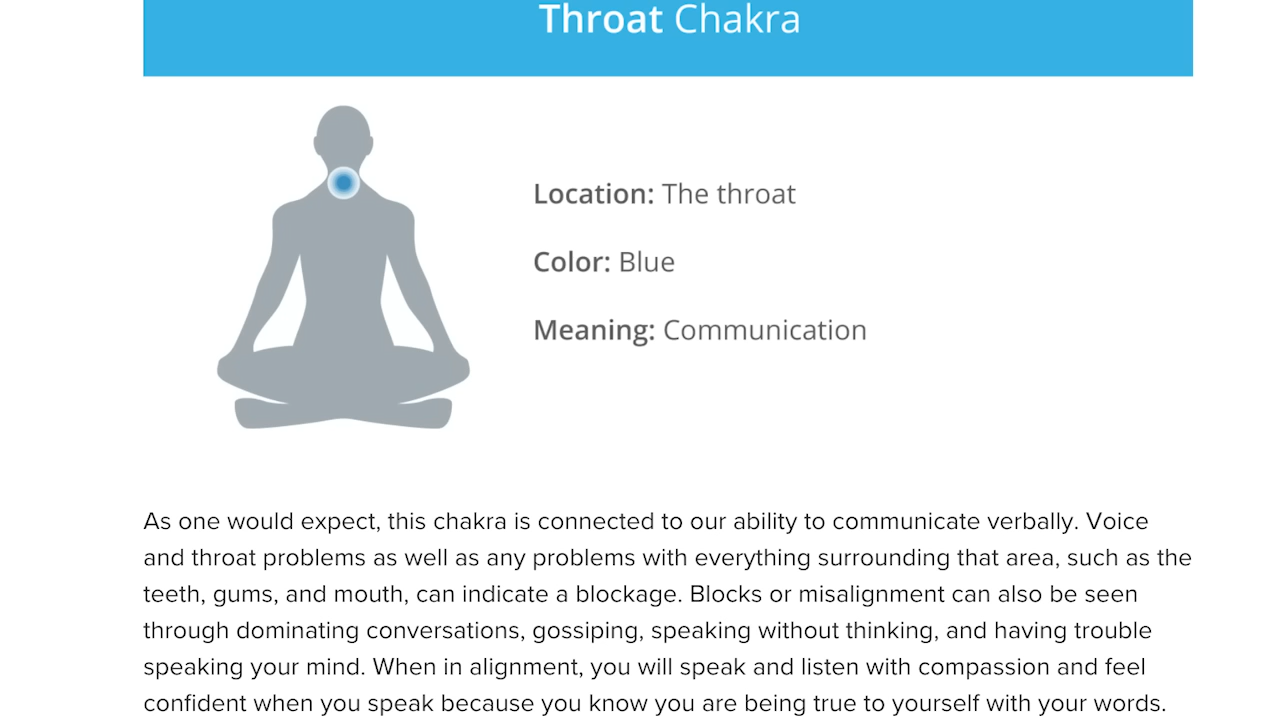 Throat Chakra
Location: The throat
Color: Blue
Meaning: Communication
As one would expect, this chakra is connected to our ability to communicate verbally. Voice
and throat problems as well as any problems with everything surrounding that area, such as the
teeth, gums, and mouth, can indicate a blockage. Blocks or misalignment can also be seen
through dominating conversations, gossiping, speaking without thinking, and having trouble
speaking your mind. When in alignment, you will speak and listen with compassion and feel
confident when you speak because you know you are being true to yourself with your words.